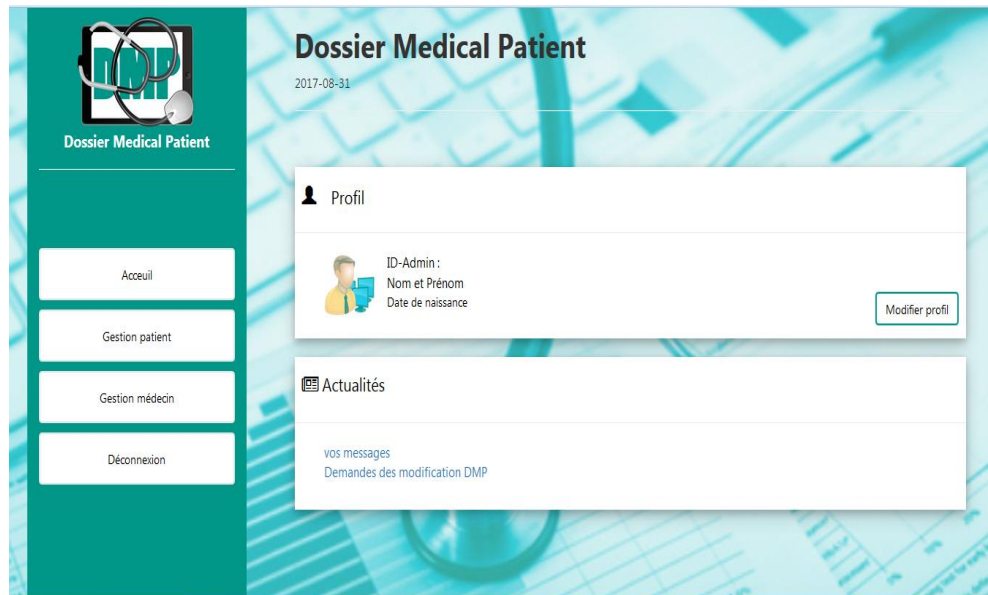 DMP
Dossier Medical Patient
Acceuil
Gestion patient
Gestion médecin
Déconnexion
Dossier Medical Patient
2017-08-31
Profil
ID-Admin :
Nom et Prénom
Date de naissance
Modifier profil
Actualités
vos messages
Demandes des modification DMP